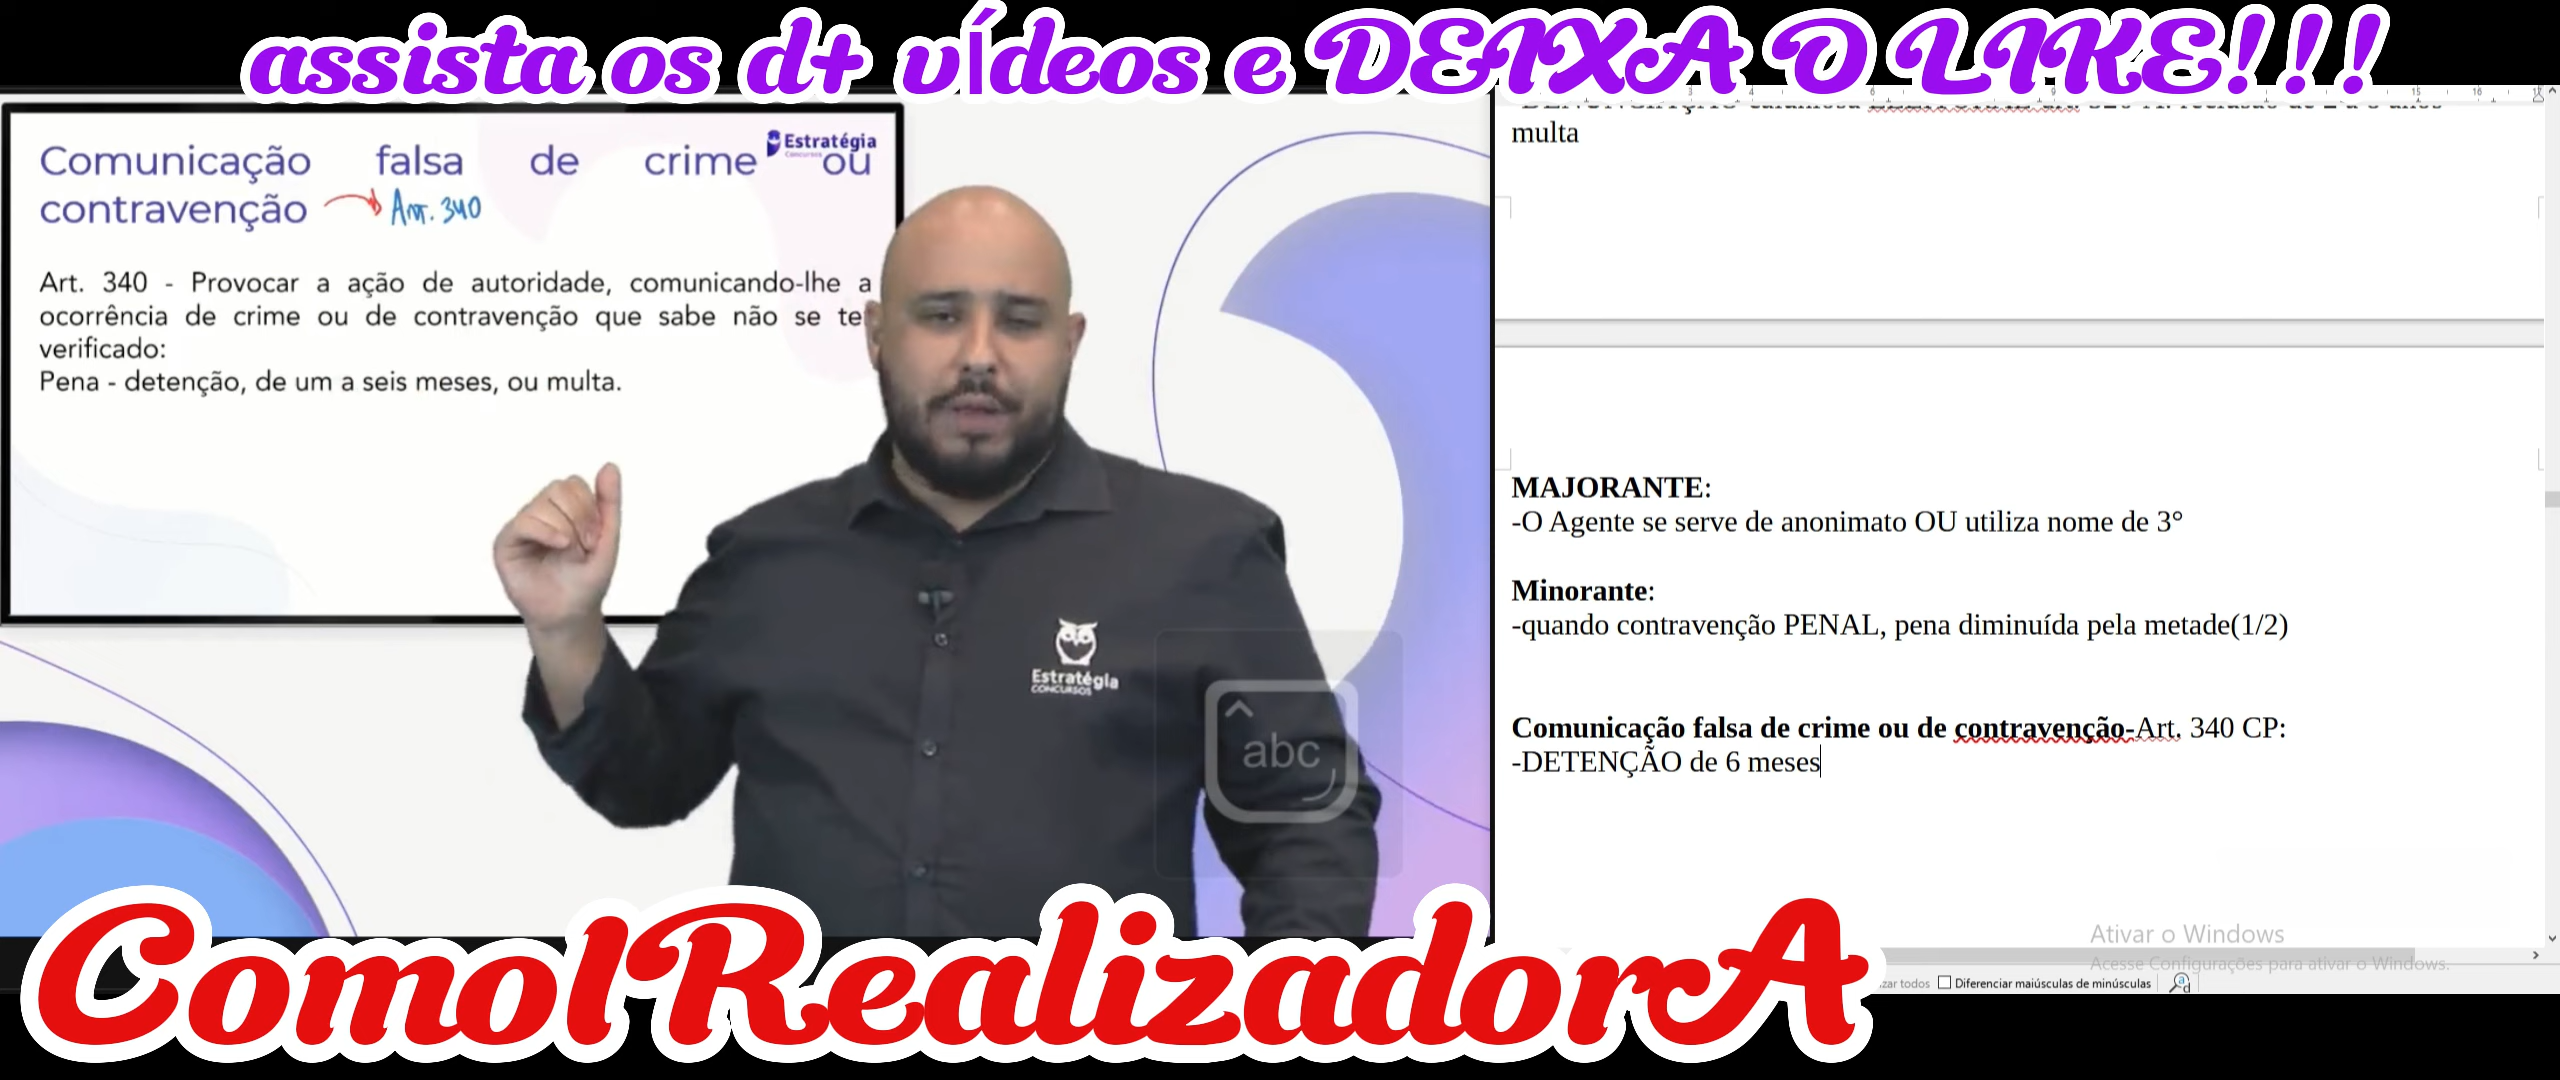 assista os d+ vídeos e DEIXA O LIKE!!!
Estratégia
Concursos
Comunicação falsa de crime ou
contravenção Art. 340
Art. 340 - Provocar a ação de autoridade, comunicando-lhe a
ocorrência de crime ou de contravenção que sabe não se ter
verificado:
Pena - detenção, de um a seis meses, ou multa.
Estratégia
CONCURSOS
abc
multa
MAJORANTE:
-O Agente se serve de anonimato OU utiliza nome de 3°
Minorante:
-quando contravenção PENAL, pena diminuída pela metade(1/2)
Comunicação falsa de crime ou de contravenção-Art. 340 CP:
-DETENÇÃO de 6 meses
Ativar o Windows
Acesse Configurações para ativar o Windows.
todos Diferenciar maiúsculas de minúsculas
ComolRealizadorA